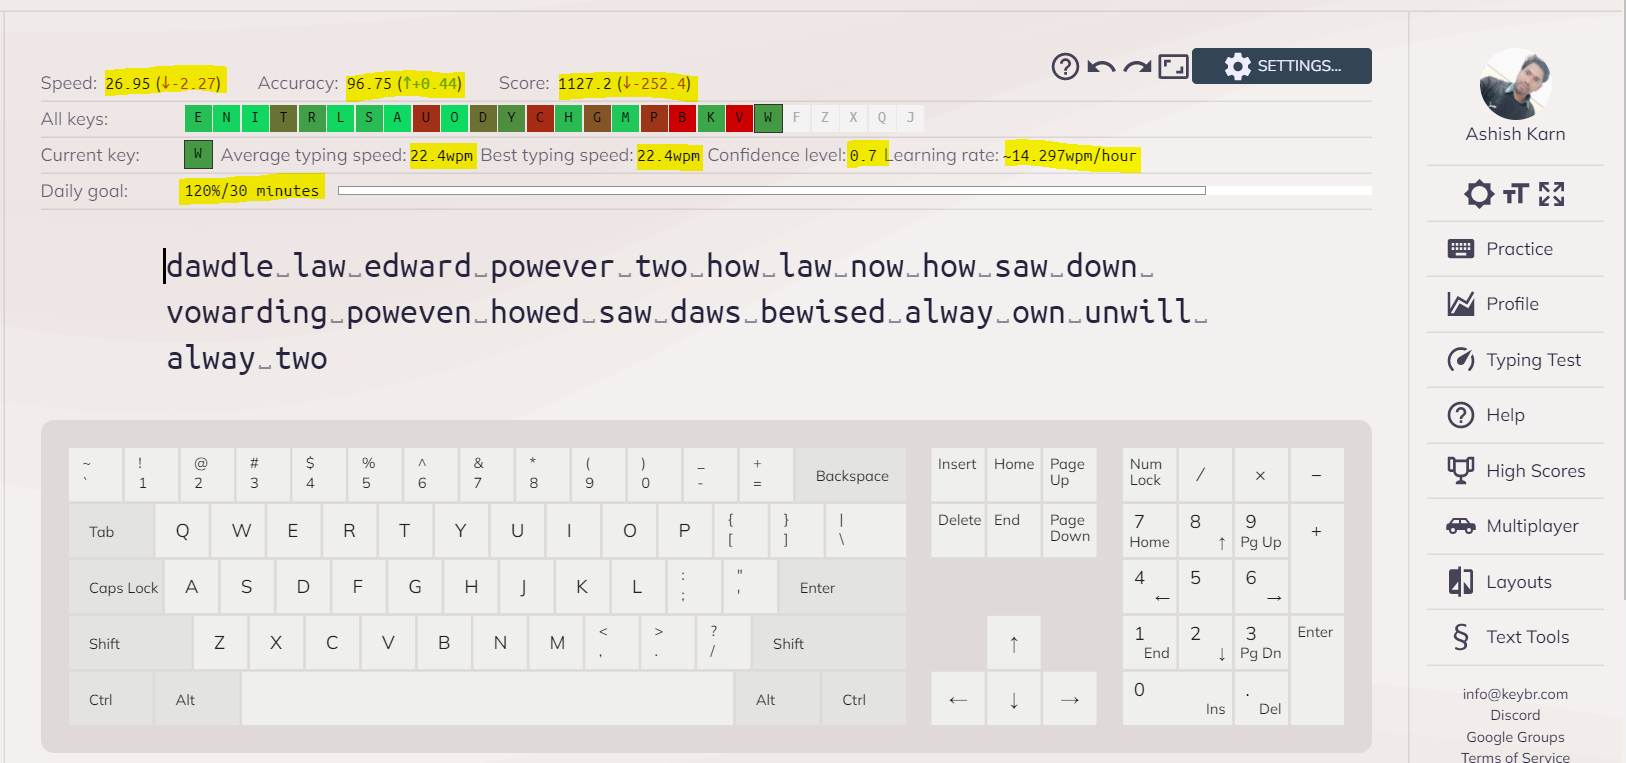 Speed: 26.95 (↓-2.27) Accuracy: 96.75 (↑+0.44) Score: 1127.2 (↓-252.4) SETTINGS...
All keys: E N I T R L S A U O D Y C H G M P B K V W F Z X Q J
Current key: W Average typing speed: 22.4wpm Best typing speed: 22.4wpm Confidence level: 0.7 Learning rate: ~14.297wpm/hour
Daily goal: 120%/30 minutes
dawdle␣law␣edward␣powever␣two␣how␣law␣now␣how␣saw␣down␣
vowarding␣poweven␣howed␣saw␣daws␣bewised␣alway␣own␣unwill␣
alway␣two
~ ` ! 1 @ 2 # 3 $ 4 % 5 ^ 6 & 7 * 8 ( 9 ) 0 _ - + = Backspace Insert Home Page Up Num Lock / × −
Tab Q W E R T Y U I O P { [ } ] | \ Delete End Page Down 7 Home 8 ↑ 9 Pg Up +
Caps Lock A S D F G H J K L : ; " ' Enter 4 ← 5 6 →
Shift Z X C V B N M < , > . ? / Shift ↑ 1 End 2 ↓ 3 Pg Dn Enter
Ctrl Alt Alt Ctrl ← ↓ → 0 Ins . Del
Ashish Karn
TT
Practice
Profile
Typing Test
Help
High Scores
Multiplayer
Layouts
§ Text Tools
info@keybr.com
Discord
Google Groups
Terms of Service